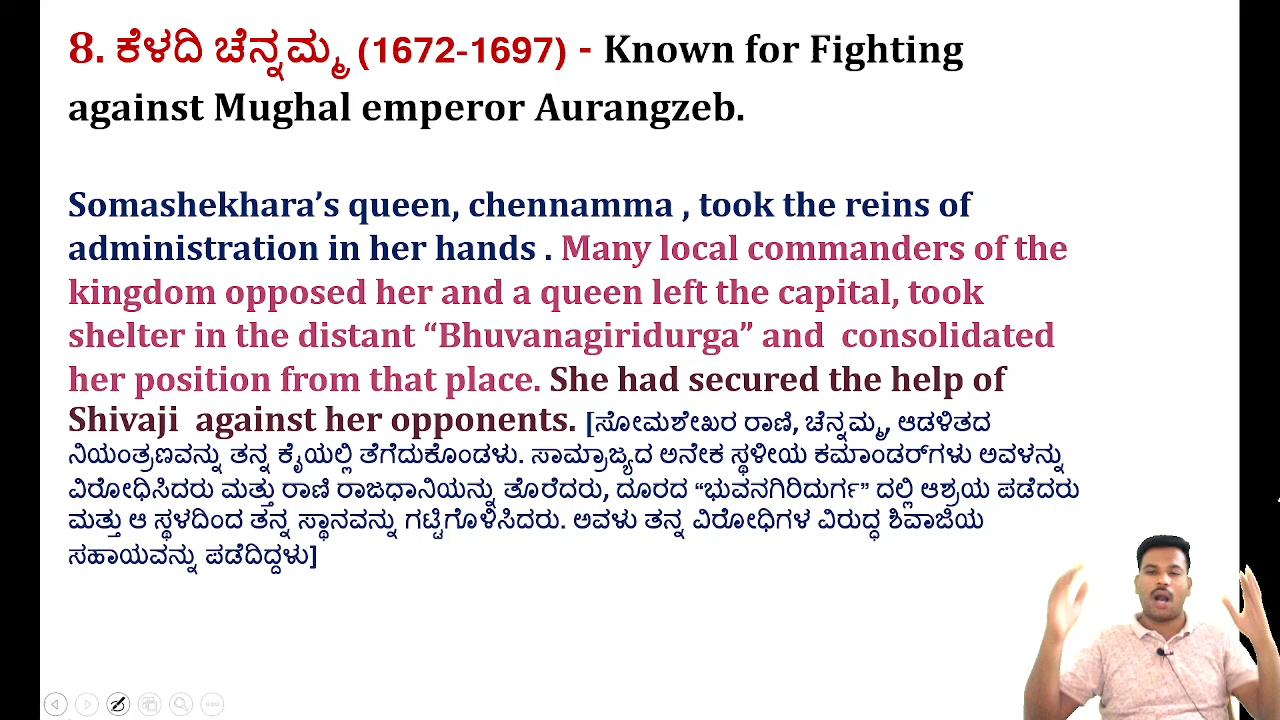 8. ಕೆಳದಿ ಚೆನ್ನಮ್ಮ (1672-1697) - Known for Fighting
against Mughal emperor Aurangzeb.
Somashekhara’s queen, chennamma , took the reins of
administration in her hands . Many local commanders of the
kingdom opposed her and a queen left the capital, took
shelter in the distant “Bhuvanagiridurga” and consolidated
her position from that place. She had secured the help of
Shivaji against her opponents. [ಸೋಮಶೇಖರ ರಾಣಿ, ಚೆನ್ನಮ್ಮ, ಆಡಳಿತದ
ನಿಯಂತ್ರಣವನ್ನು ತನ್ನ ಕೈಯಲ್ಲಿ ತೆಗೆದುಕೊಂಡಳು. ಸಾಮ್ರಾಜ್ಯದ ಅನೇಕ ಸ್ಥಳೀಯ ಕಮಾಂಡರ್‌ಗಳು ಅವಳನ್ನು
ವಿರೋಧಿಸಿದರು ಮತ್ತು ರಾಣಿ ರಾಜಧಾನಿಯನ್ನು ತೊರೆದರು, ದೂರದ “ಭುವನಗಿರಿದುರ್ಗ” ದಲ್ಲಿ ಆಶ್ರಯ ಪಡೆದರು
ಮತ್ತು ಆ ಸ್ಥಳದಿಂದ ತನ್ನ ಸ್ಥಾನವನ್ನು ಗಟ್ಟಿಗೊಳಿಸಿದರು. ಅವಳು ತನ್ನ ವಿರೋಧಿಗಳ ವಿರುದ್ಧ ಶಿವಾಜಿಯ
ಸಹಾಯವನ್ನು ಪಡೆದಿದ್ದಳು]